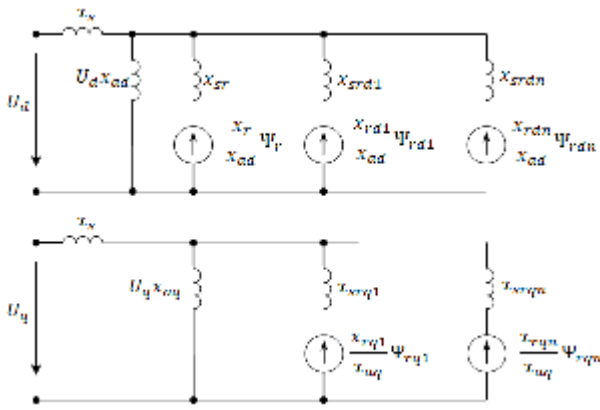 x_s
U_d x_ad x_sr x_srd1 x_srdn
U_d
x_r/x_ad Ψ_r x_rd1/x_ad Ψ_rd1 x_rdn/x_ad Ψ_rdn
x_s
U_q x_aq x_srq1 x_srqn
U_q
x_rq1/x_aq Ψ_rq1 x_rqn/x_aq Ψ_rqn